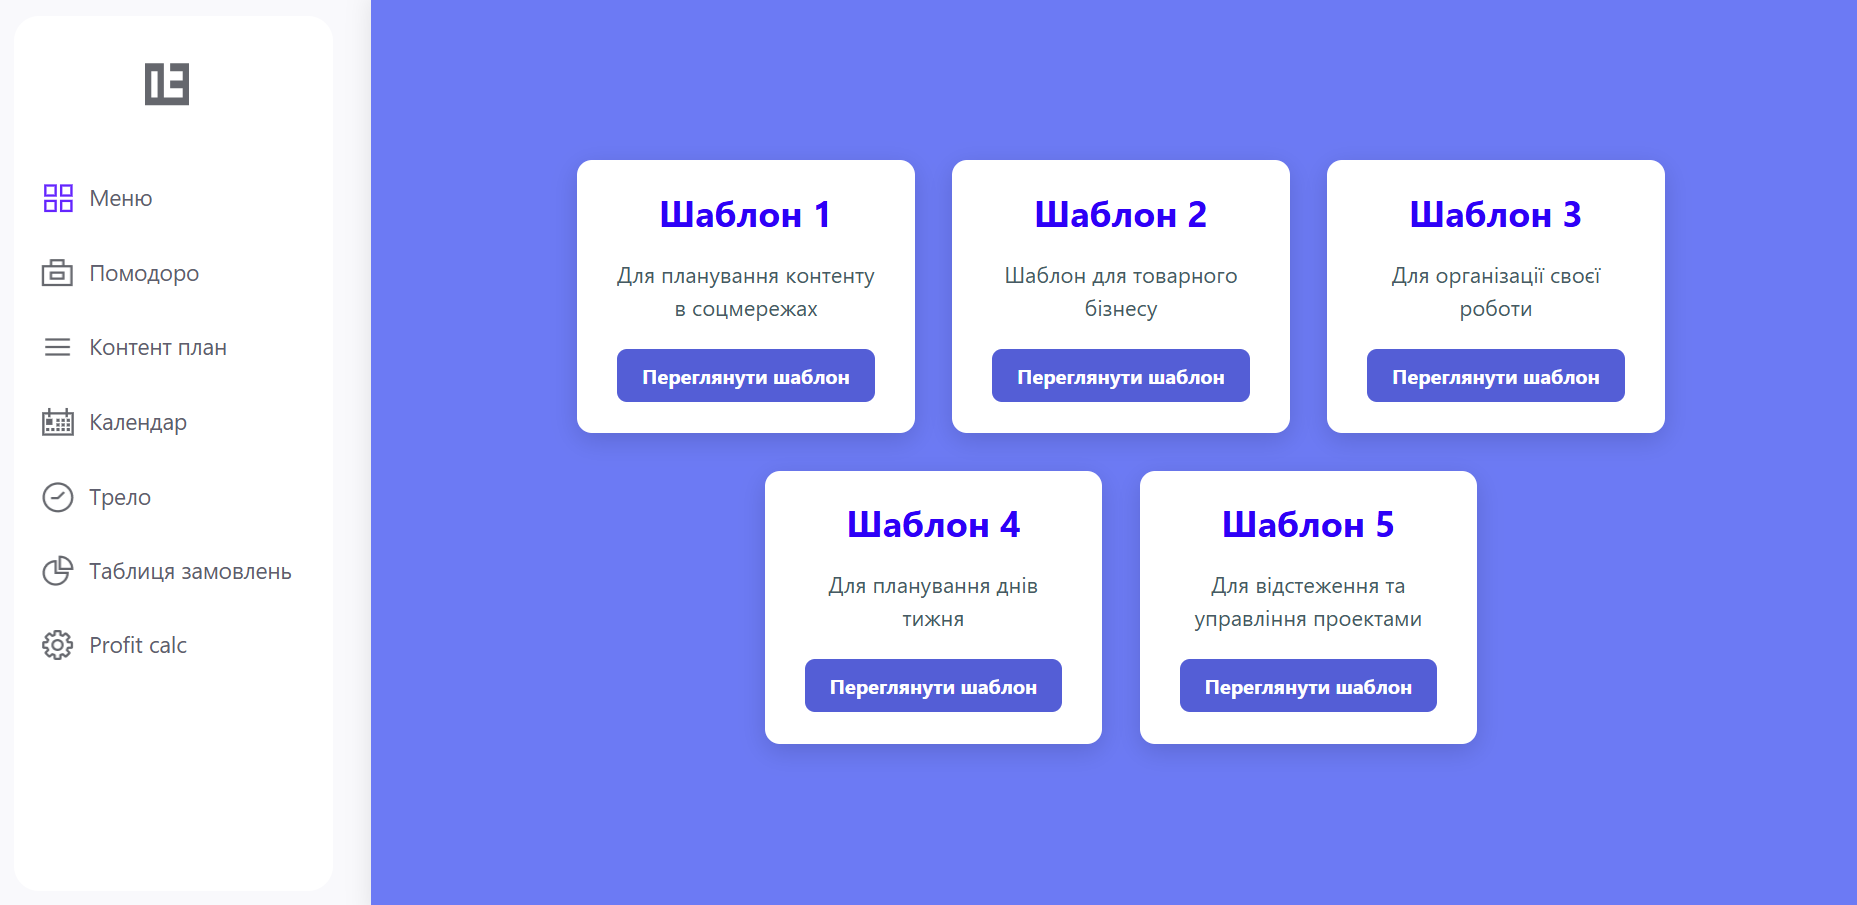 Меню
Помодоро
Контент план
Календар
Трело
Таблиця замовлень
Profit calc
Шаблон 1
Для планування контенту
в соцмережах
Переглянути шаблон
Шаблон 2
Шаблон для товарного
бізнесу
Переглянути шаблон
Шаблон 3
Для організації своєї
роботи
Переглянути шаблон
Шаблон 4
Для планування днів
тижня
Переглянути шаблон
Шаблон 5
Для відстеження та
управління проектами
Переглянути шаблон